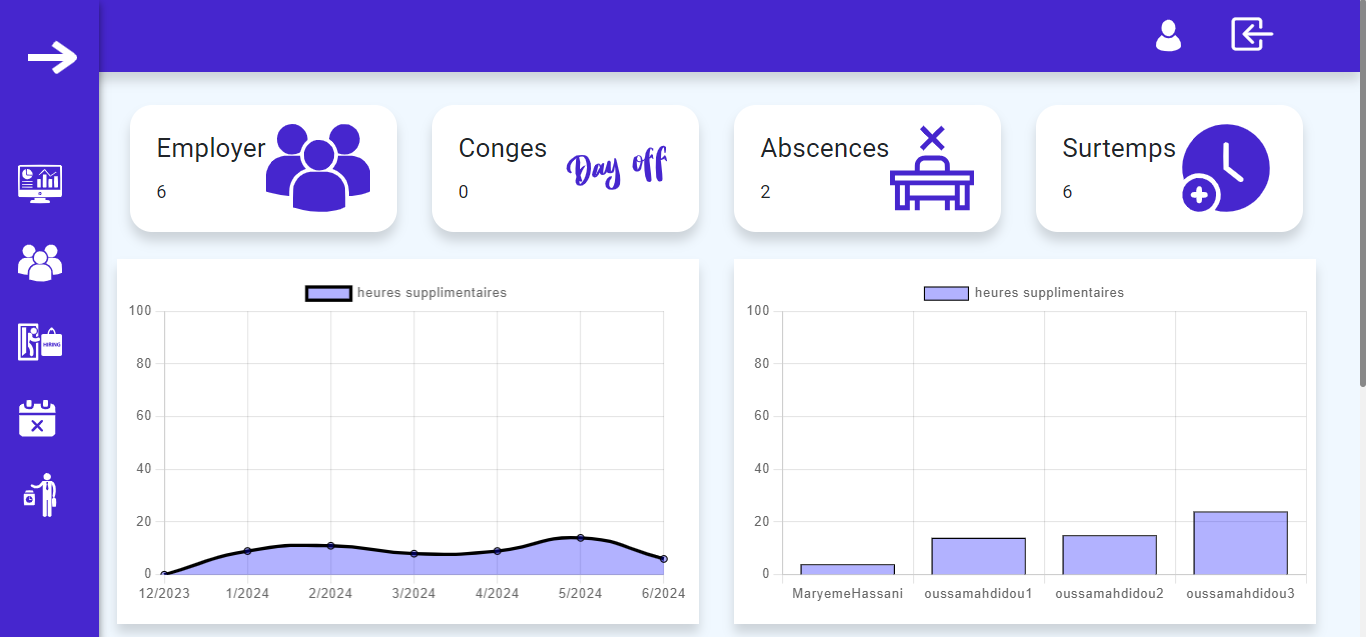 Employer
6
Conges
0
Day off
Abscences
2
Surtemps
6
HIRING
heures supplimentaires
100
80
60
40
20
0
12/2023 1/2024 2/2024 3/2024 4/2024 5/2024 6/2024
heures supplimentaires
100
80
60
40
20
0
MaryemeHassani oussamahdidou1 oussamahdidou2 oussamahdidou3